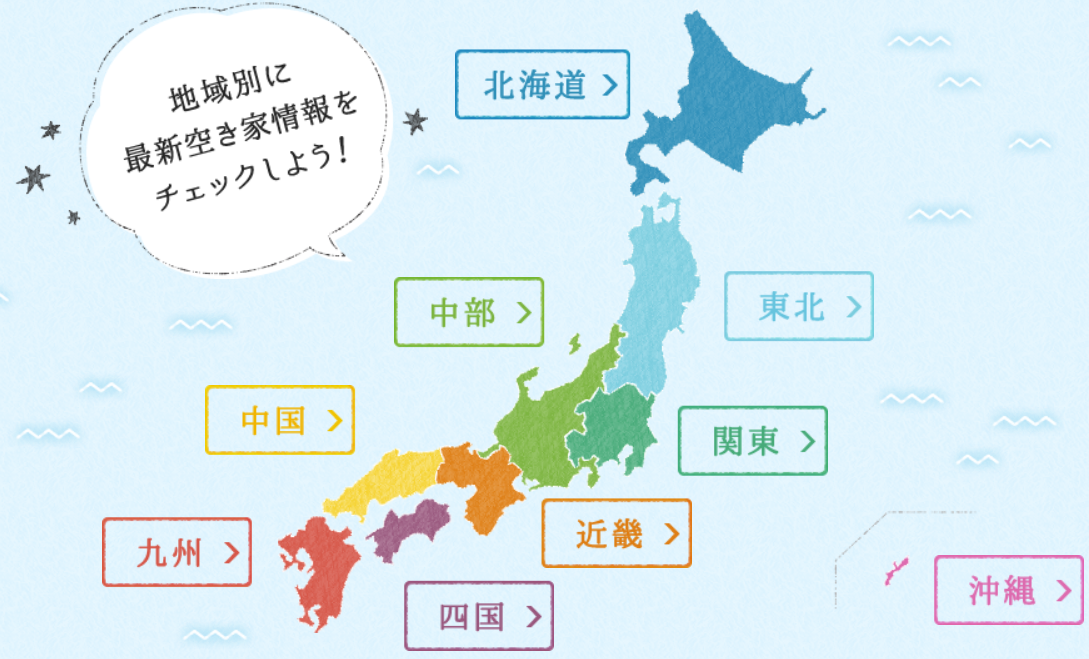 地域別に
最新空き家情報を
チェックしよう!
北海道 >
中部 >
東北 >
中国 >
関東 >
近畿 >
九州 >
四国 >
沖縄 >